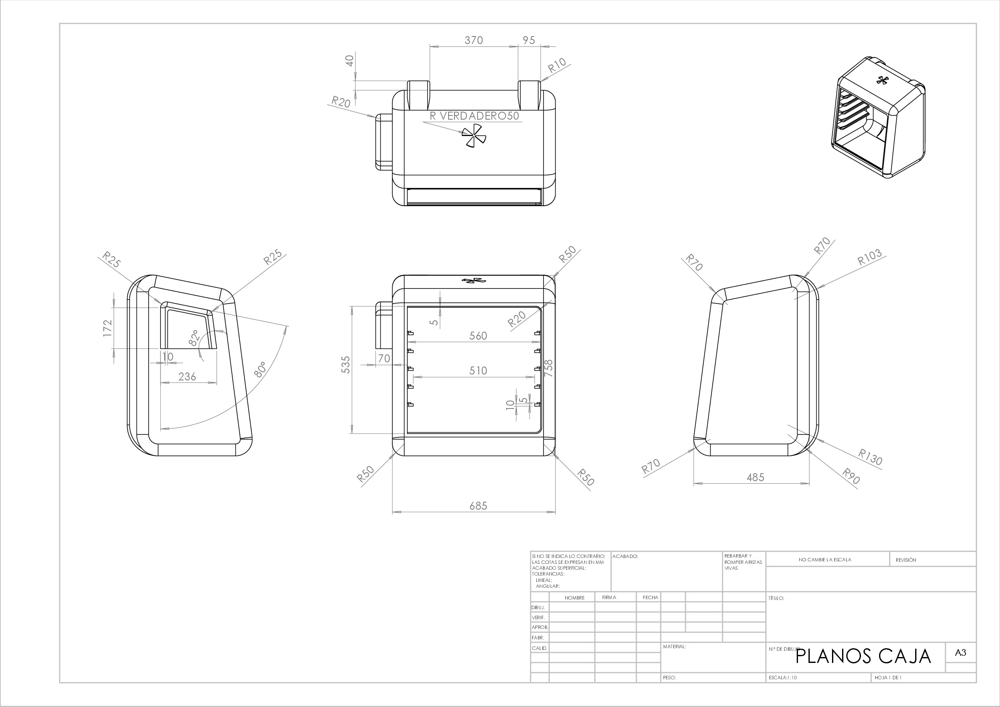 370
95
40
R10
R20
R VERDADERO50
R25
R25
172
82°
10
236
80°
R50
5
R20
560
70
535
510
758
10
5
R50
R50
685
R70
R70
R103
R70
R130
R90
485
SI NO SE INDICA LO CONTRARIO:
LAS COTAS SE EXPRESAN EN MM
ACABADO SUPERFICIAL:
TOLERANCIAS:
LINEAL:
ANGULAR:
ACABADO:
REBARBAR Y
ROMPER ARISTAS
VIVAS
NO CAMBIE LA ESCALA
REVISIÓN
NOMBRE
FIRMA
FECHA
TÍTULO:
DIBUJ.
VERIF.
APROB.
FABR.
CALID.
MATERIAL:
N.º DE DIBUJO
PLANOS CAJA
A3
PESO:
ESCALA:1:10
HOJA 1 DE 1